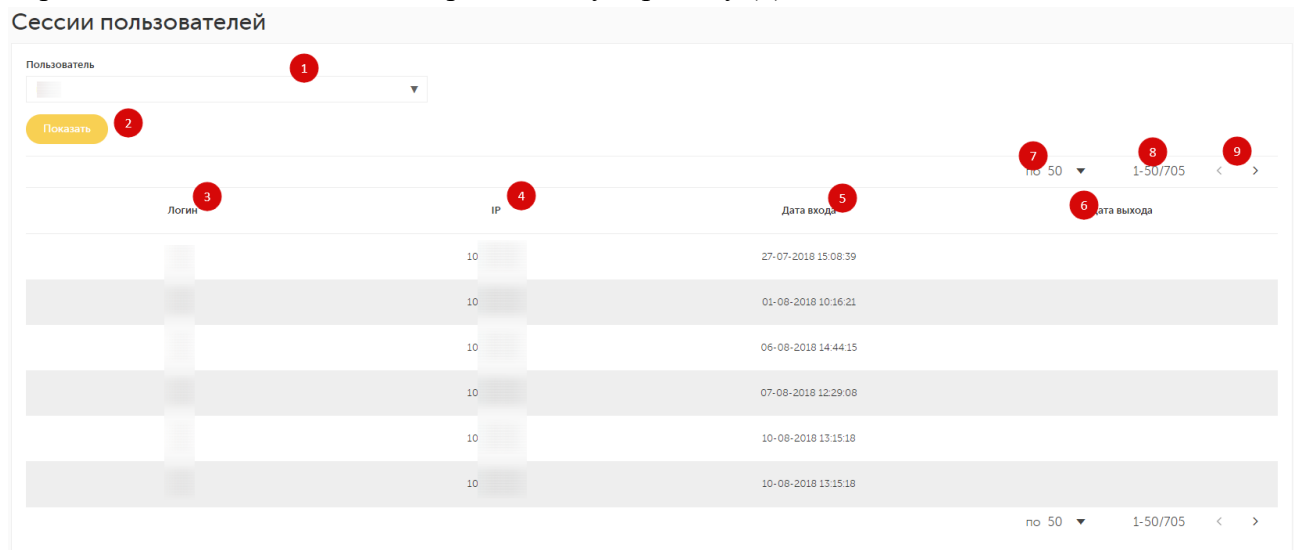 Сессии пользователей
Пользователь
1
▼
Показать
2
7
8
9
по 50 ▼ 1-50/705 < >
3
4
5
6
Логин IP Дата входа Дата выхода
10 27-07-2018 15:08:39
10 01-08-2018 10:16:21
10 06-08-2018 14:44:15
10 07-08-2018 12:29:08
10 10-08-2018 13:15:18
10 10-08-2018 13:15:18
по 50 ▼ 1-50/705 < >